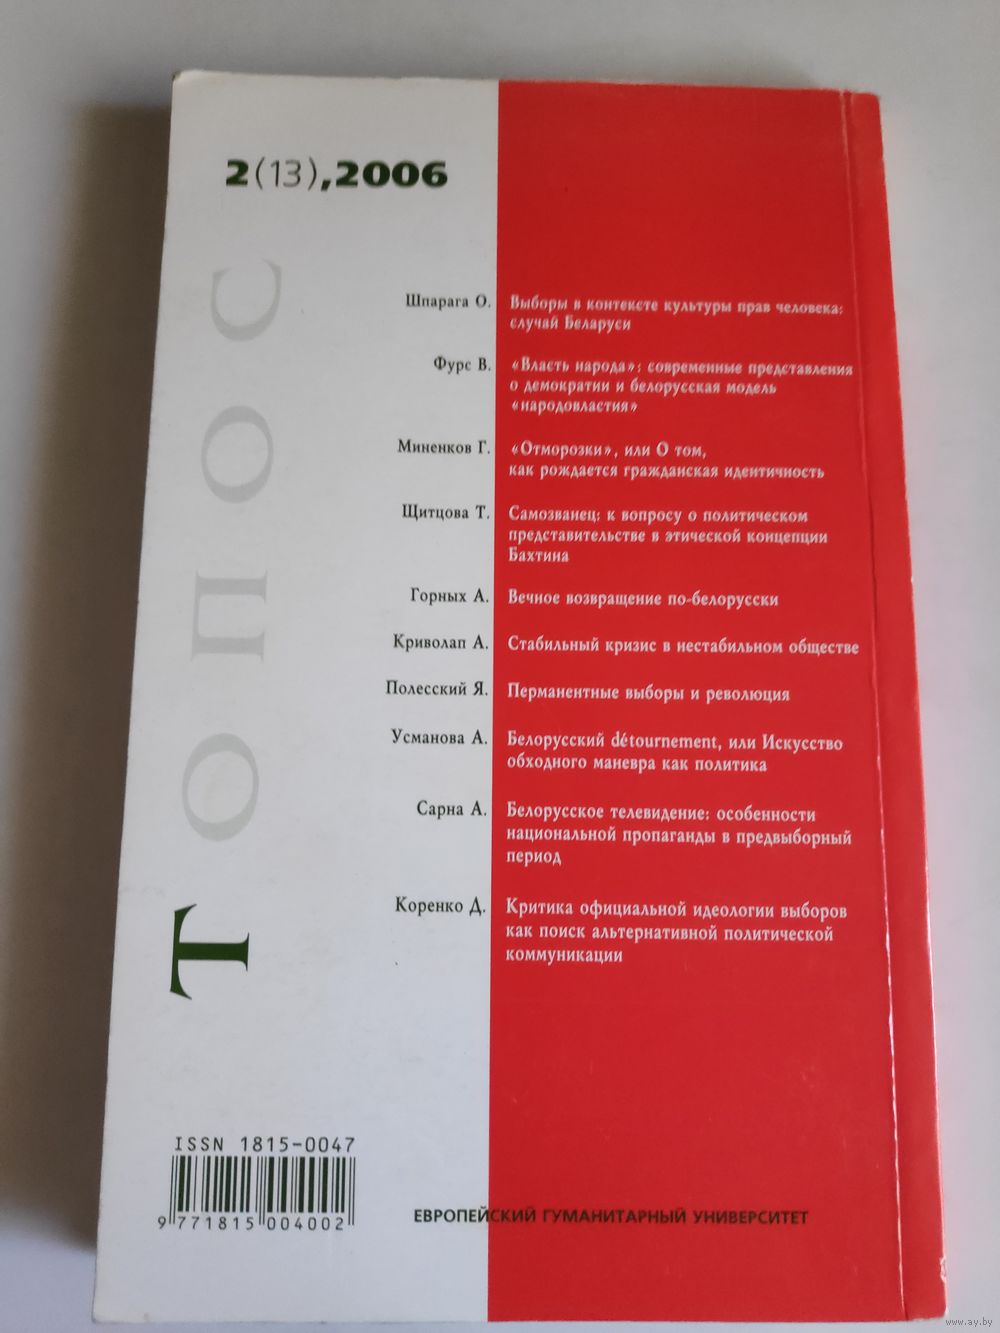 2(13),2006
ТОПОС
Шпарага О. Выборы в контексте культуры прав человека:
случай Беларуси
Фурс В. «Власть народа»: современные представления
о демократии и белорусская модель
«народовластия»
Миненков Г. «Отморозки», или О том,
как рождается гражданская идентичность
Щитцова Т. Самозванец: к вопросу о политическом
представительстве в этической концепции
Бахтина
Горных А. Вечное возвращение по-белорусски
Криволап А. Стабильный кризис в нестабильном обществе
Полесский Я. Перманентные выборы и революция
Усманова А. Белорусский détournement, или Искусство
обходного маневра как политика
Сарна А. Белорусское телевидение: особенности
национальной пропаганды в предвыборный
период
Коренко Д. Критика официальной идеологии выборов
как поиск альтернативной политической
коммуникации
ISSN 1815-0047
9 771815 004002
ЕВРОПЕЙСКИЙ ГУМАНИТАРНЫЙ УНИВЕРСИТЕТ
www.ay.by